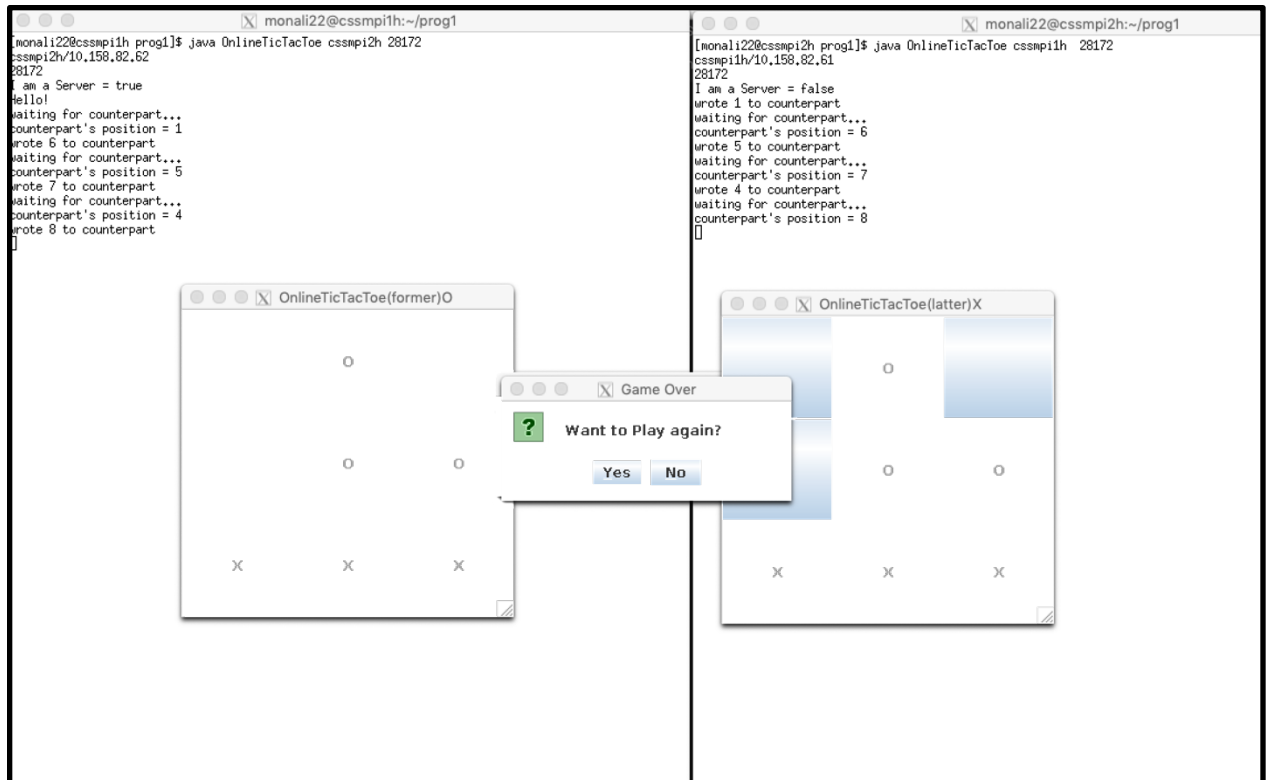 monali22@cssmpi1h:~/prog1
[monali22@cssmpi1h prog1]$ java OnlineTicTacToe cssmpi2h 28172
cssmpi2h/10.158.82.62
28172
I am a Server = true
Hello!
waiting for counterpart...
counterpart's position = 1
wrote 6 to counterpart
waiting for counterpart...
counterpart's position = 5
wrote 7 to counterpart
waiting for counterpart...
counterpart's position = 4
wrote 8 to counterpart
monali22@cssmpi2h:~/prog1
[monali22@cssmpi2h prog1]$ java OnlineTicTacToe cssmpi1h  28172
cssmpi1h/10.158.82.61
28172
I am a Server = false
wrote 1 to counterpart
waiting for counterpart...
counterpart's position = 6
wrote 5 to counterpart
waiting for counterpart...
counterpart's position = 7
wrote 4 to counterpart
waiting for counterpart...
counterpart's position = 8
OnlineTicTacToe(former)O
O
O O
X X X
Game Over
? Want to Play again?
Yes No
OnlineTicTacToe(latter)X
O
O O
X X X